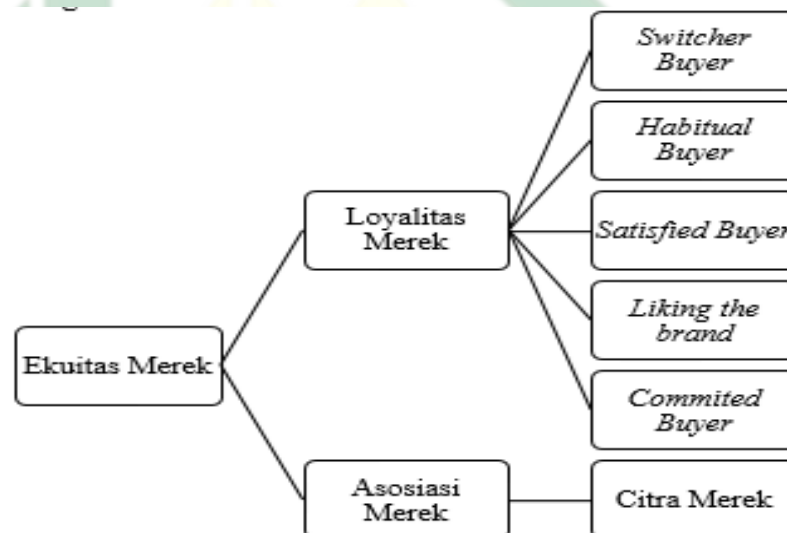 Switcher
Buyer
Habitual
Buyer
Loyalitas
Merek
Satisfied Buyer
Liking the
brand
Ekuitas Merek
Commited
Buyer
Asosiasi
Merek
Citra Merek